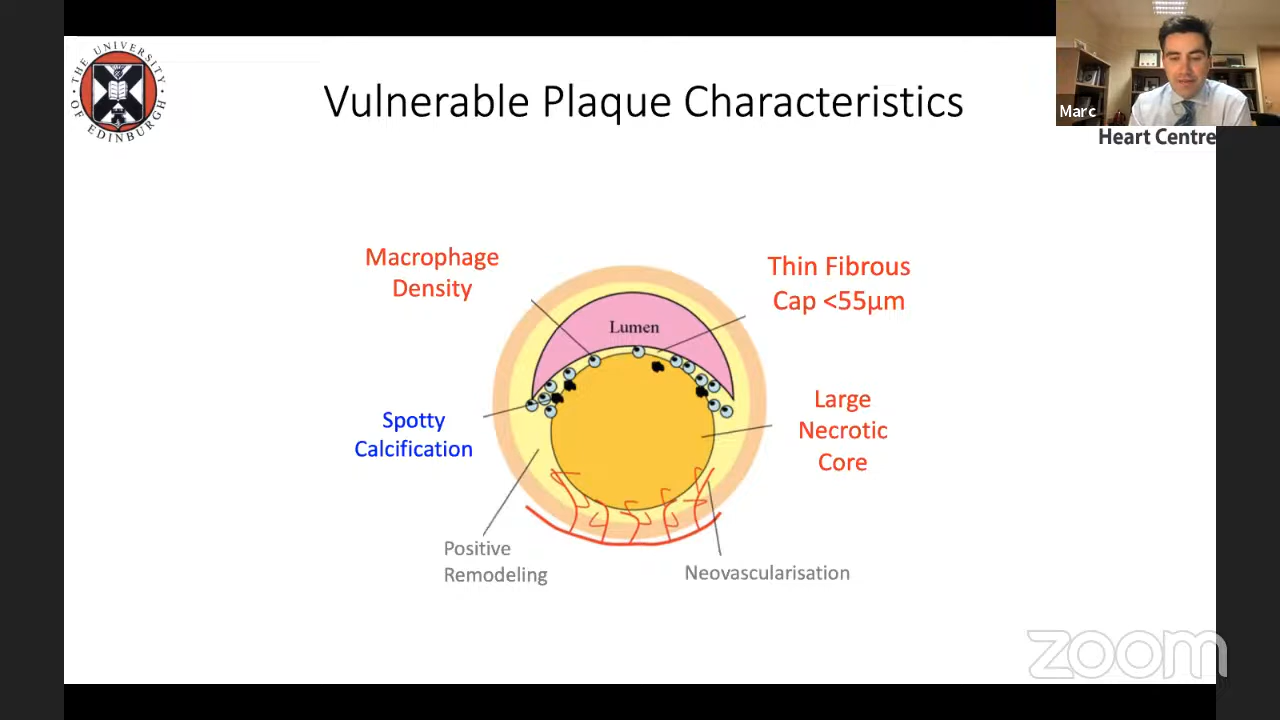 THE UNIVERSITY OF EDINBURGH
Vulnerable Plaque Characteristics
Marc
Heart Centre
Macrophage
Density
Thin Fibrous
Cap <55µm
Lumen
Spotty
Calcification
Large
Necrotic
Core
Positive
Remodeling
Neovascularisation
zoom